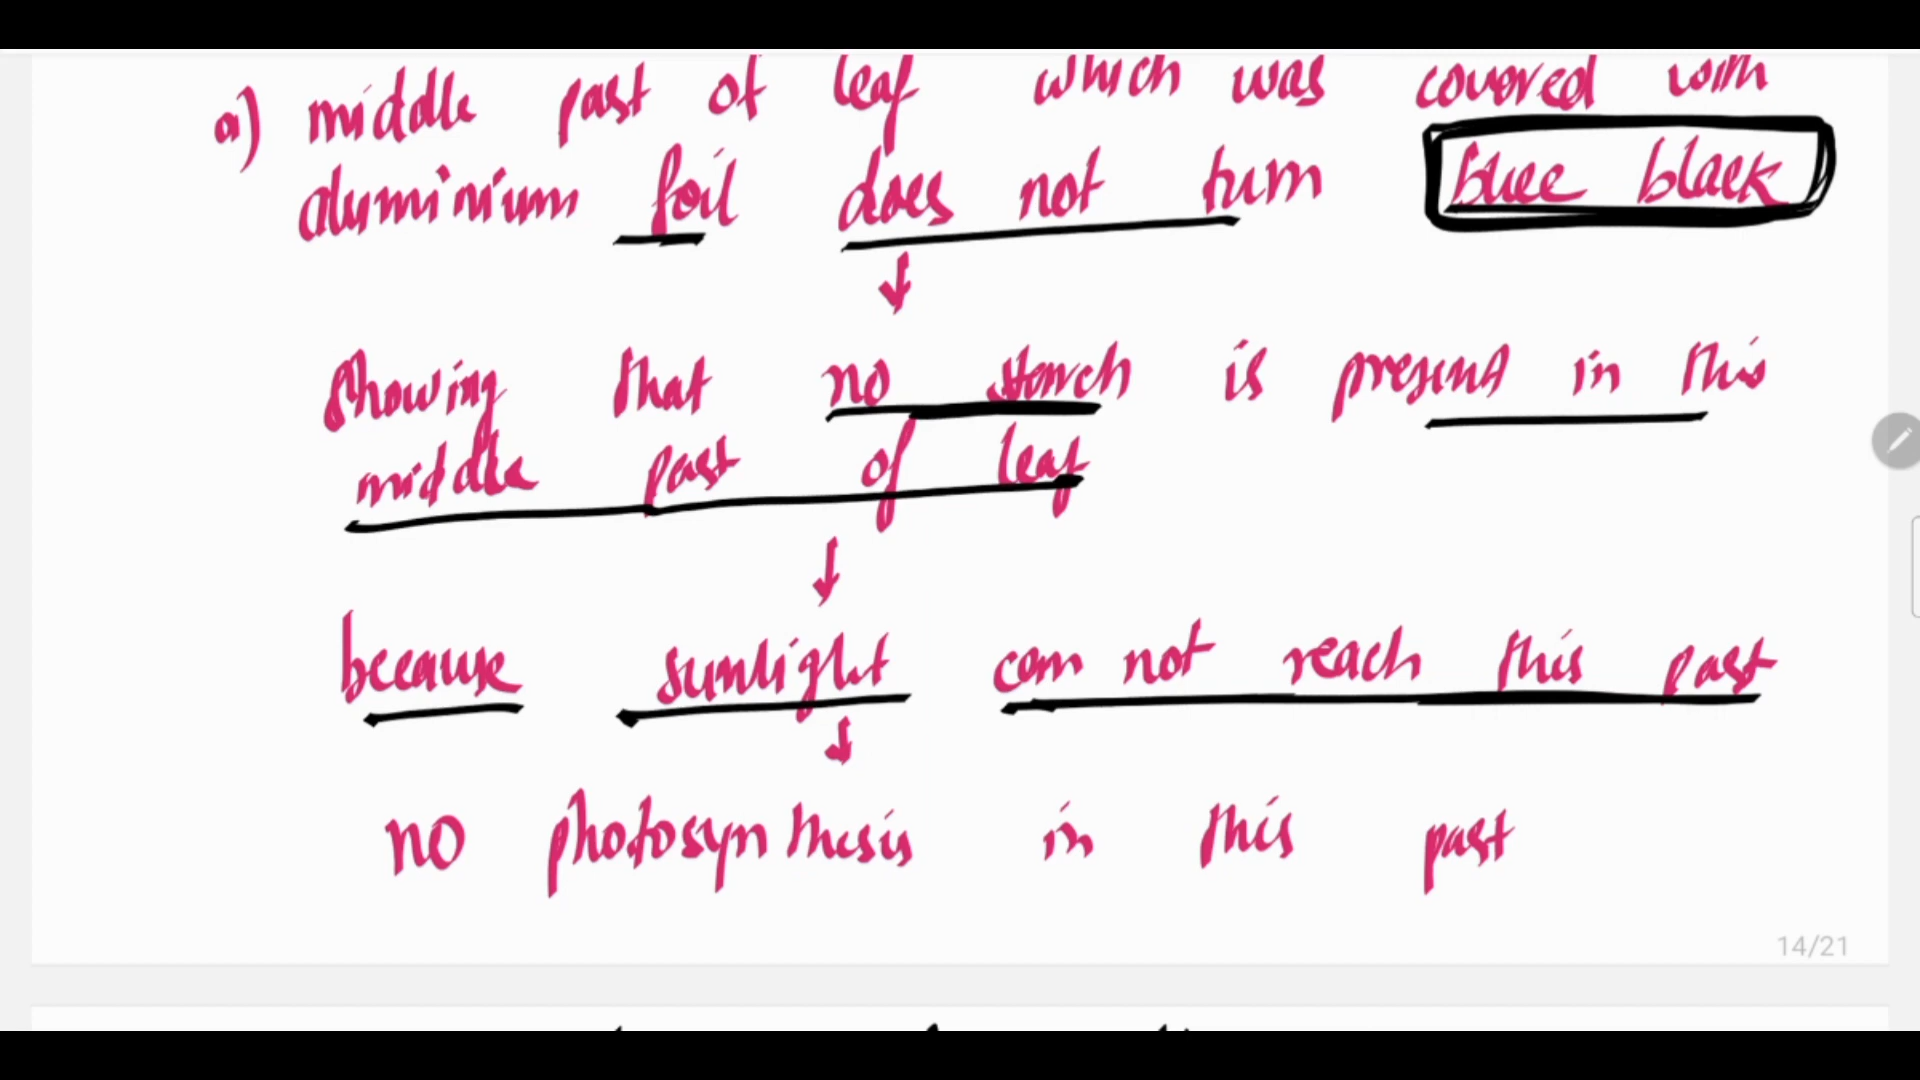 a) middle part of leaf which was covered with
aluminium foil does not turn blue black
↓
showing that no starch is present in this
middle part of leaf
↓
because sunlight can not reach this part
↓
no photosynthesis in this part
14/21